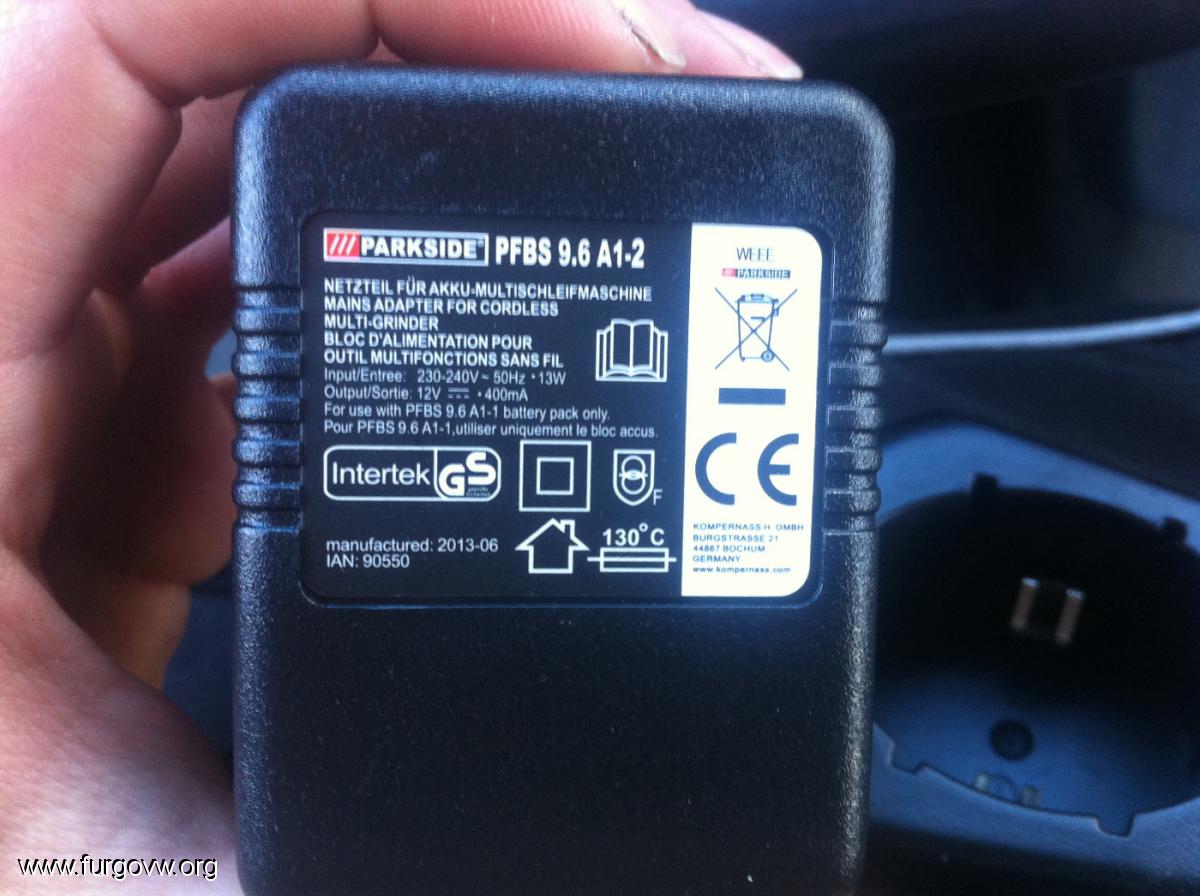 PARKSIDE® PFBS 9.6 A1-2
NETZTEIL FÜR AKKU-MULTISCHLEIFMASCHINE
MAINS ADAPTER FOR CORDLESS
MULTI-GRINDER
BLOC D'ALIMENTATION POUR
OUTIL MULTIFONCTIONS SANS FIL
Input/Entree: 230-240V ~ 50Hz • 13W
Output/Sortie: 12V ⎓ • 400mA
For use with PFBS 9.6 A1-1 battery pack only.
Pour PFBS 9.6 A1-1,utiliser uniquement le bloc accus.
Intertek GS
F
130°C
manufactured: 2013-06
IAN: 90550
WEEE
PARKSIDE
CE
KOMPERNASS H GMBH
BURGSTRASSE 21
44867 BOCHUM
GERMANY
www.kompernass.com
www.furgovw.org